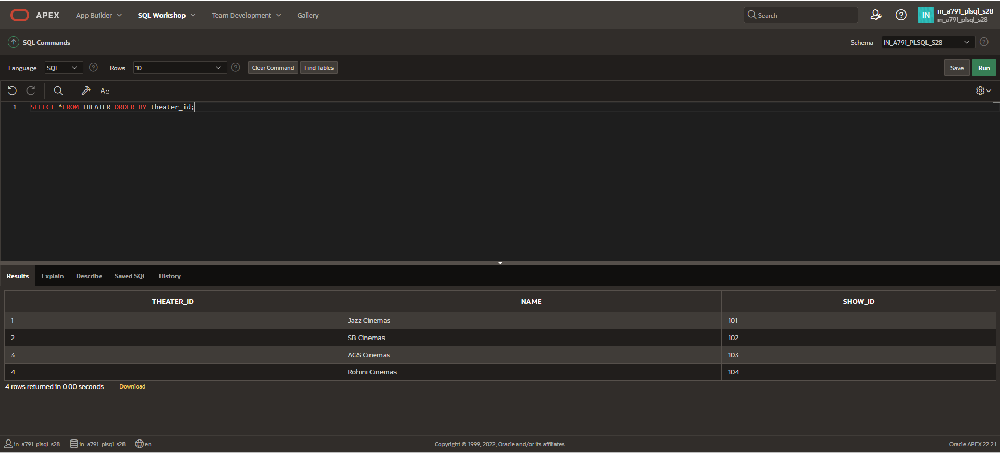 APEX App Builder SQL Workshop Team Development Gallery Search IN in_a791_plsql_s28
in_a791_plsql_s28
SQL Commands Schema IN_A791_PLSQL_S28
Language SQL Rows 10 Clear Command Find Tables Save Run
A::
1 SELECT *FROM THEATER ORDER BY theater_id;
Results Explain Describe Saved SQL History
THEATER_ID NAME SHOW_ID
1 Jazz Cinemas 101
2 SB Cinemas 102
3 AGS Cinemas 103
4 Rohini Cinemas 104
4 rows returned in 0.00 seconds Download
in_a791_plsql_s28 in_a791_plsql_s28 en Copyright © 1999, 2022, Oracle and/or its affiliates. Oracle APEX 22.2.1